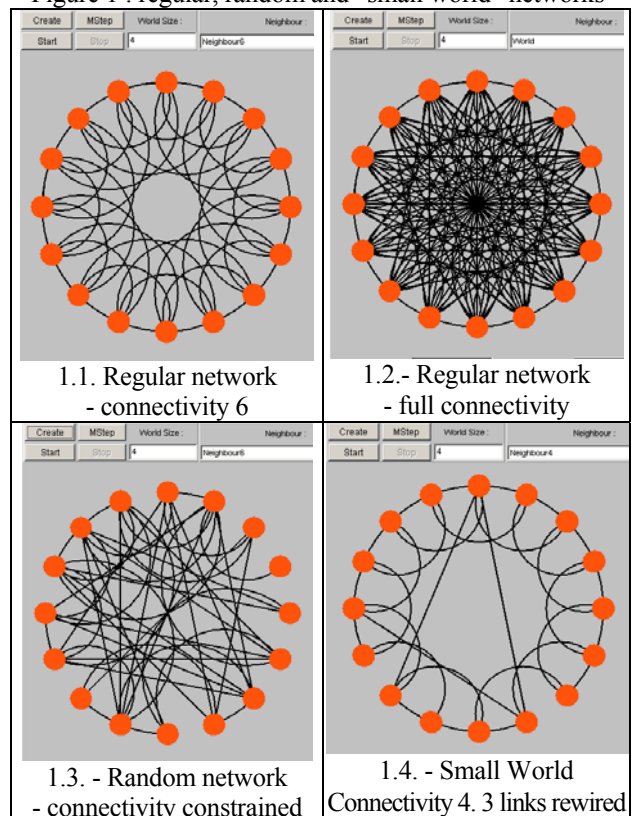 Figure 1 : regular, random and "small world" networks
Create MStep World Size : Neighbour :
Start Stop 4 Neighbour6
1.1. Regular network
- connectivity 6
Create MStep World Size : Neighbour :
Start Stop 4 World
1.2.- Regular network
- full connectivity
Create MStep World Size : Neighbour :
Start Stop 4 Neighbour6
1.3. - Random network
- connectivity constrained
Create MStep World Size : Neighbour :
Start Stop 4 Neighbour4
1.4. - Small World
Connectivity 4. 3 links rewired